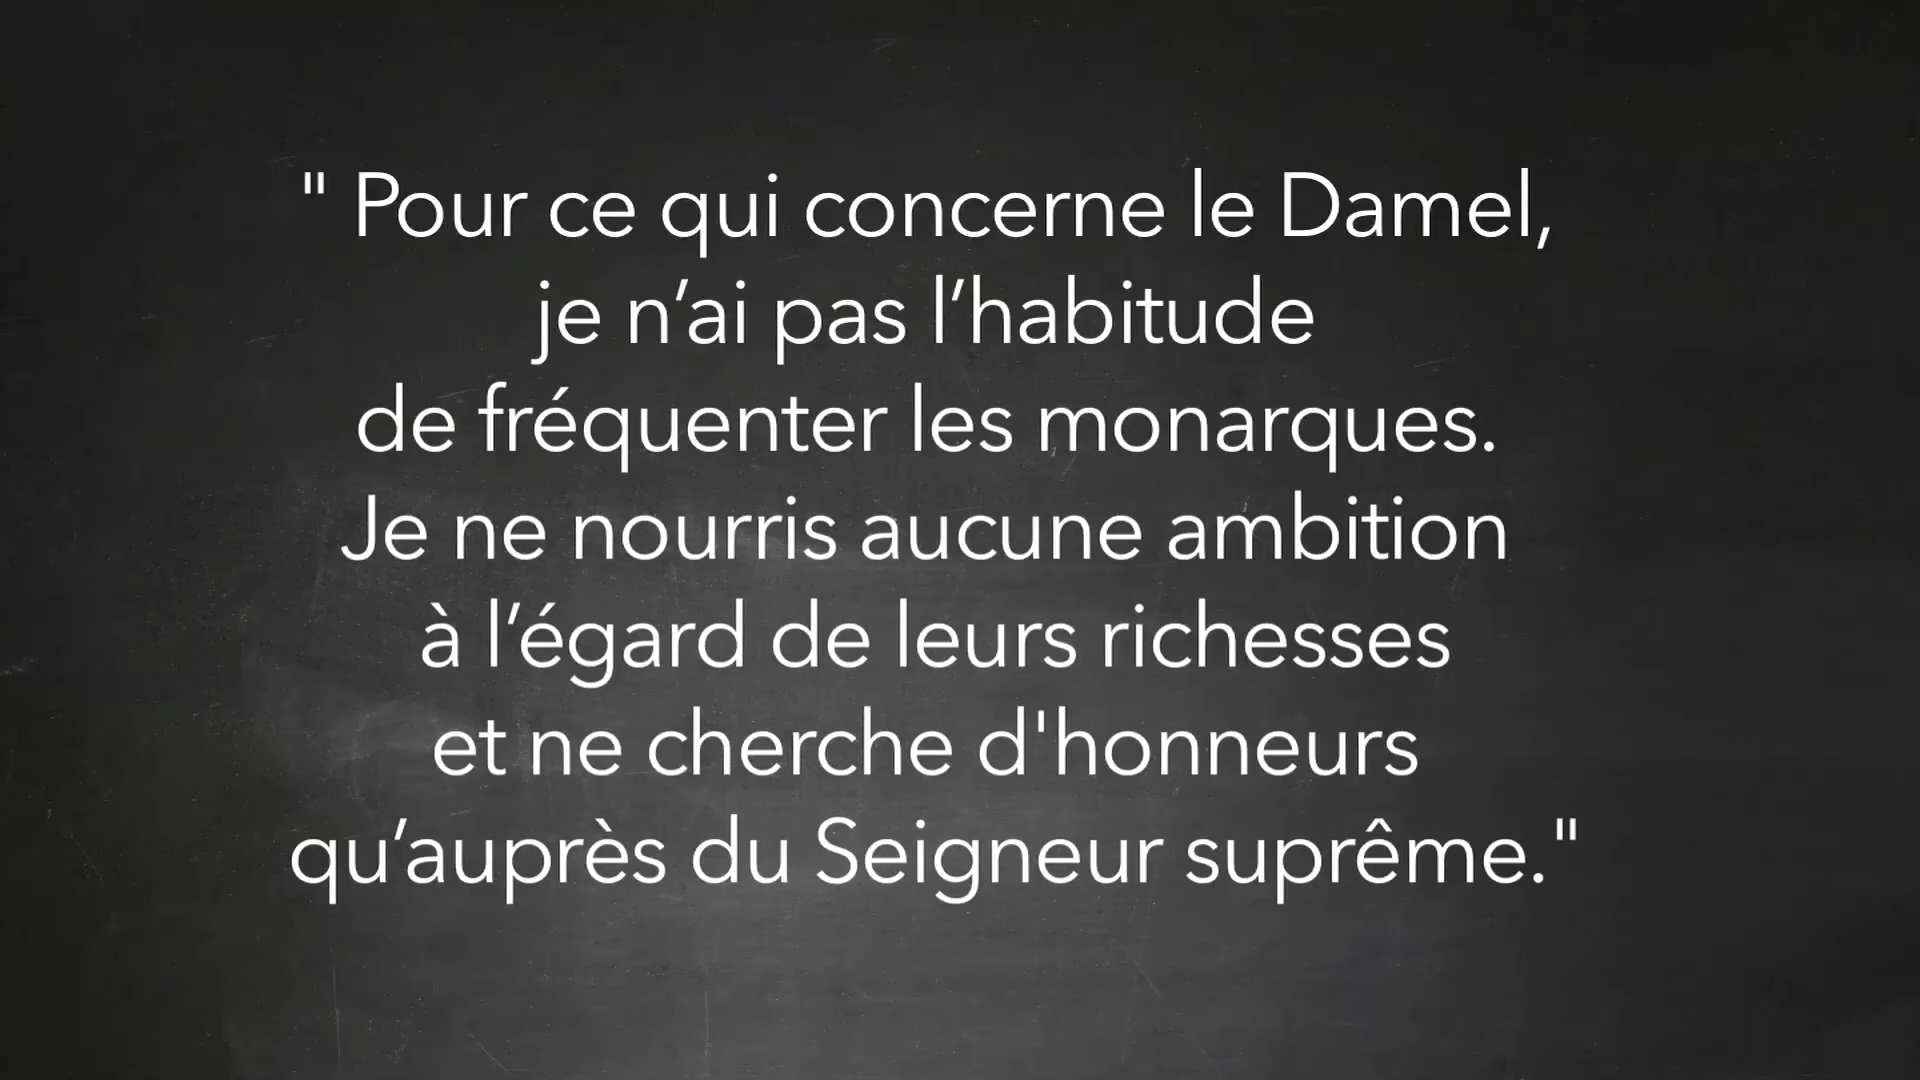 " Pour ce qui concerne le Damel,
je n’ai pas l’habitude
de fréquenter les monarques.
Je ne nourris aucune ambition
à l’égard de leurs richesses
et ne cherche d'honneurs
qu’auprès du Seigneur suprême."